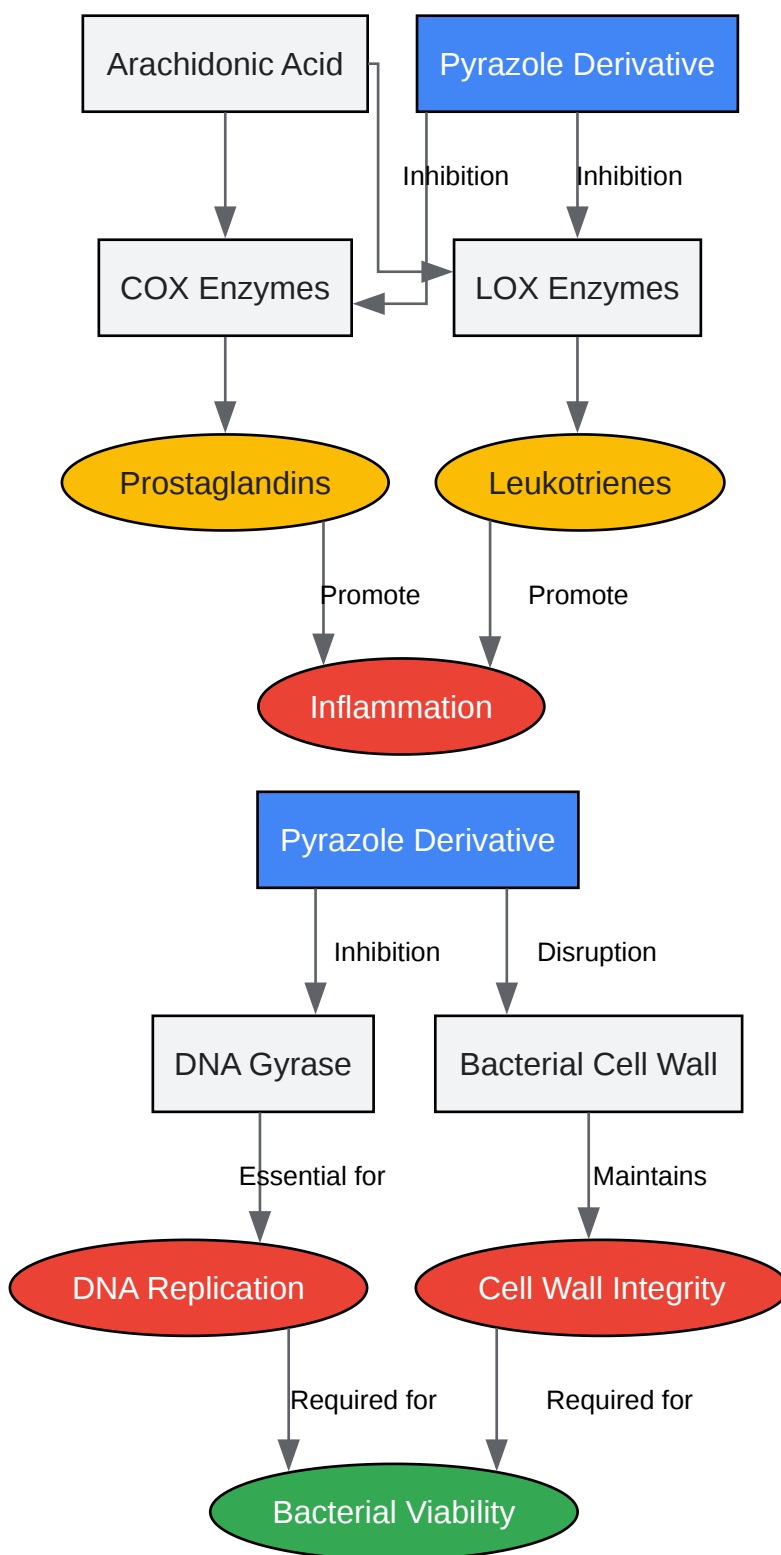 Arachidonic Acid
Pyrazole Derivative
Inhibition
Inhibition
COX Enzymes
LOX Enzymes
Prostaglandins
Leukotrienes
Promote
Promote
Inflammation
Pyrazole Derivative
Inhibition
Disruption
DNA Gyrase
Bacterial Cell Wall
Essential for
Maintains
DNA Replication
Cell Wall Integrity
Required for
Required for
Bacterial Viability